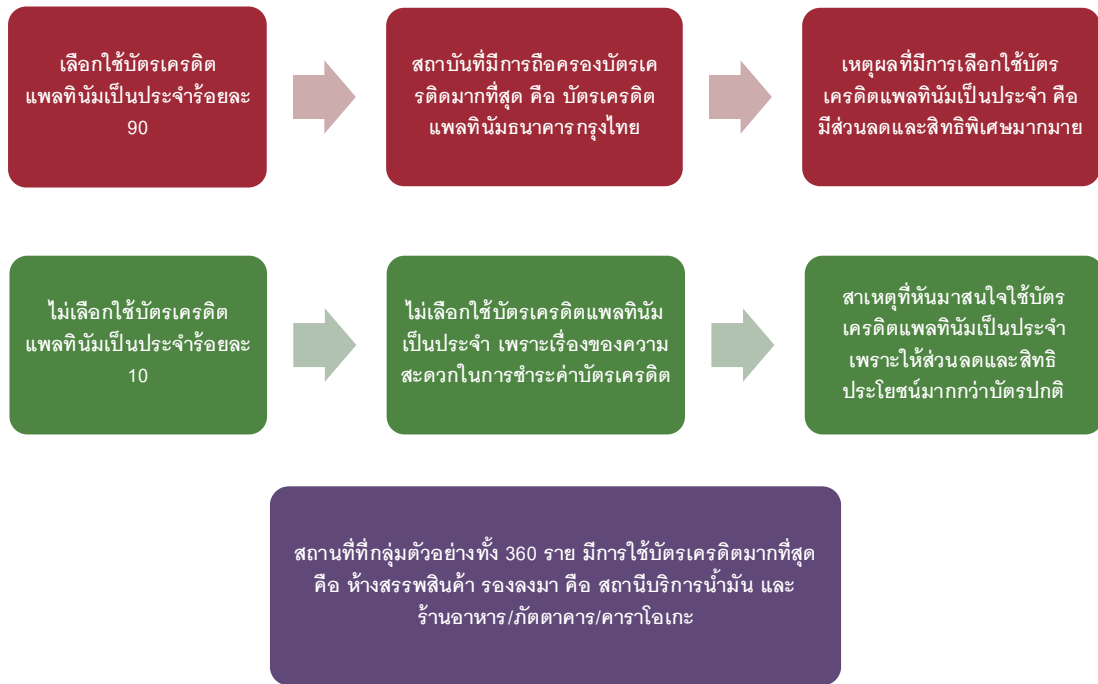 เลือกใช้บัตรเครดิต
แพลทินัมเป็นประจำร้อยละ
90
สถาบันที่มีการถือครองบัตรเค
รติดมากที่สุด คือ บัตรเครดิต
แพลทินัมธนาคารกรุงไทย
เหตุผลที่มีการเลือกใช้บัตร
เครดิตแพลทินัมเป็นประจำ คือ
มีส่วนลดและสิทธิพิเศษมากมาย
ไม่เลือกใช้บัตรเครดิต
แพลทินัมเป็นประจำร้อยละ
10
ไม่เลือกใช้บัตรเครดิตแพลทินัม
เป็นประจำ เพราะเรื่องของความ
สะดวกในการชำระค่าบัตรเครดิต
สาเหตุที่หันมาสนใจใช้บัตร
เครดิตแพลทินัมเป็นประจำ
เพราะให้ส่วนลดและสิทธิ
ประโยชน์มากกว่าบัตรปกติ
สถานที่ที่กลุ่มตัวอย่างทั้ง 360 ราย มีการใช้บัตรเครดิตมากที่สุด
คือ ห้างสรรพสินค้า รองลงมา คือ สถานีบริการน้ำมัน และ
ร้านอาหาร/ภัตตาคาร/คาราโอเกะ